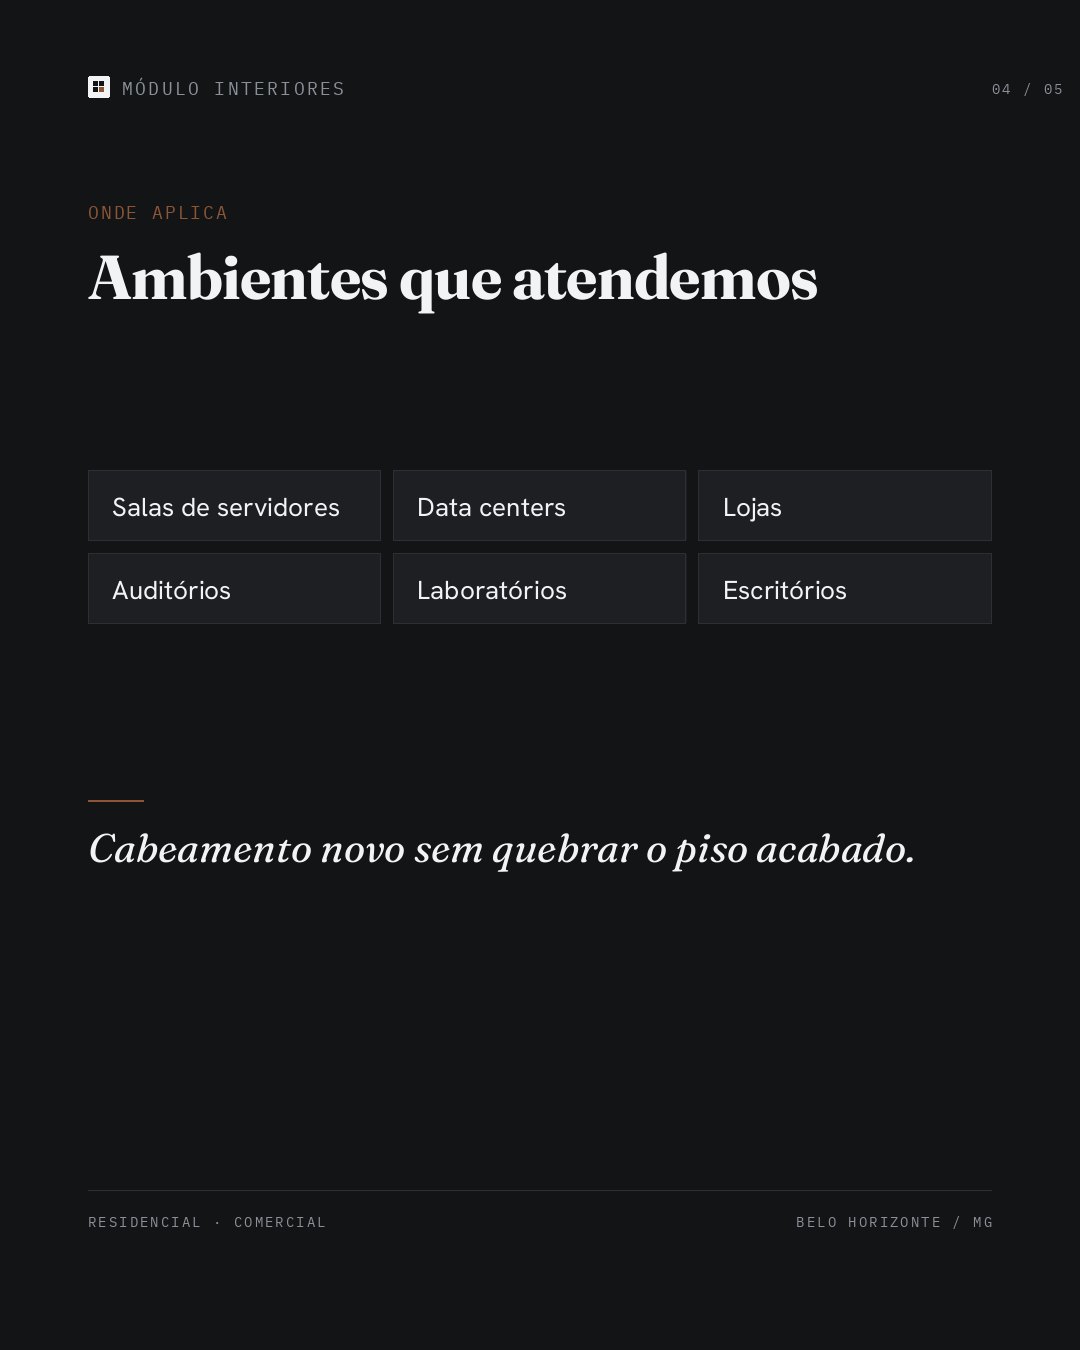 MÓDULO INTERIORES
04 / 05
ONDE APLICA
Ambientes que atendemos
Salas de servidores
Data centers
Lojas
Auditórios
Laboratórios
Escritórios
Cabeamento novo sem quebrar o piso acabado.
RESIDENCIAL · COMERCIAL
BELO HORIZONTE / MG